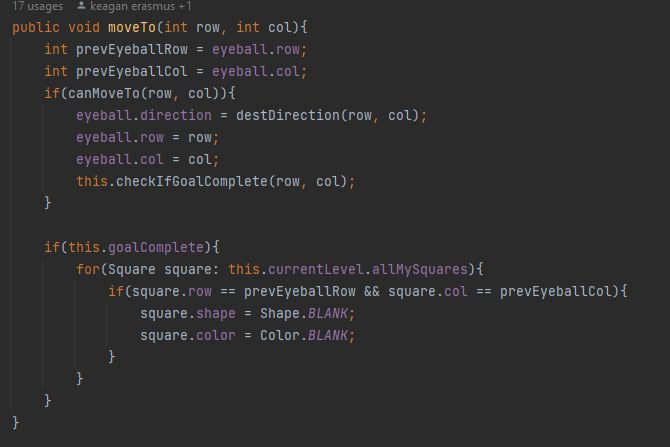 17 usages keagan erasmus +1
public void moveTo(int row, int col){
    int prevEyeballRow = eyeball.row;
    int prevEyeballCol = eyeball.col;
    if(canMoveTo(row, col)){
        eyeball.direction = destDirection(row, col);
        eyeball.row = row;
        eyeball.col = col;
        this.checkIfGoalComplete(row, col);
    }
    if(this.goalComplete){
        for(Square square: this.currentLevel.allMySquares){
            if(square.row == prevEyeballRow && square.col == prevEyeballCol){
                square.shape = Shape.BLANK;
                square.color = Color.BLANK;
            }
        }
    }
}